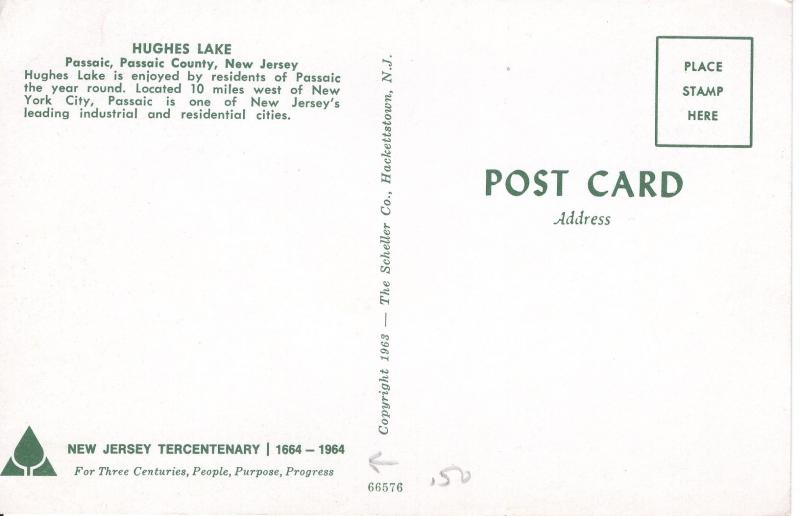 HUGHES LAKE
Passaic, Passaic County, New Jersey
Hughes Lake is enjoyed by residents of Passaic
the year round. Located 10 miles west of New
York City, Passaic is one of New Jersey's
leading industrial and residential cities.
NEW JERSEY TERCENTENARY | 1664 – 1964
For Three Centuries, People, Purpose, Progress
Copyright 1963 — The Scheller Co., Hackettstown, N.J.
66576
.50
PLACE
STAMP
HERE
POST CARD
Address